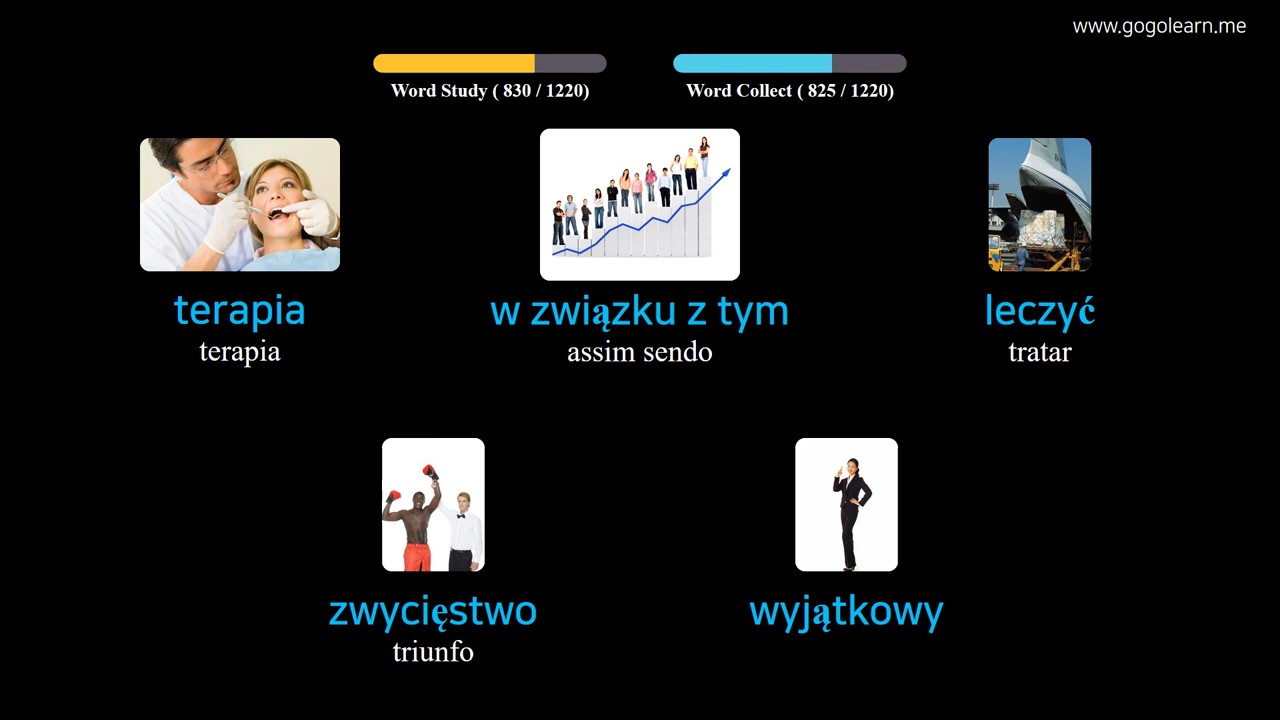 www.gogolearn.me
Word Study ( 830 / 1220)
Word Collect ( 825 / 1220)
terapia
terapia
w związku z tym
assim sendo
leczyć
tratar
zwycięstwo
triunfo
wyjątkowy